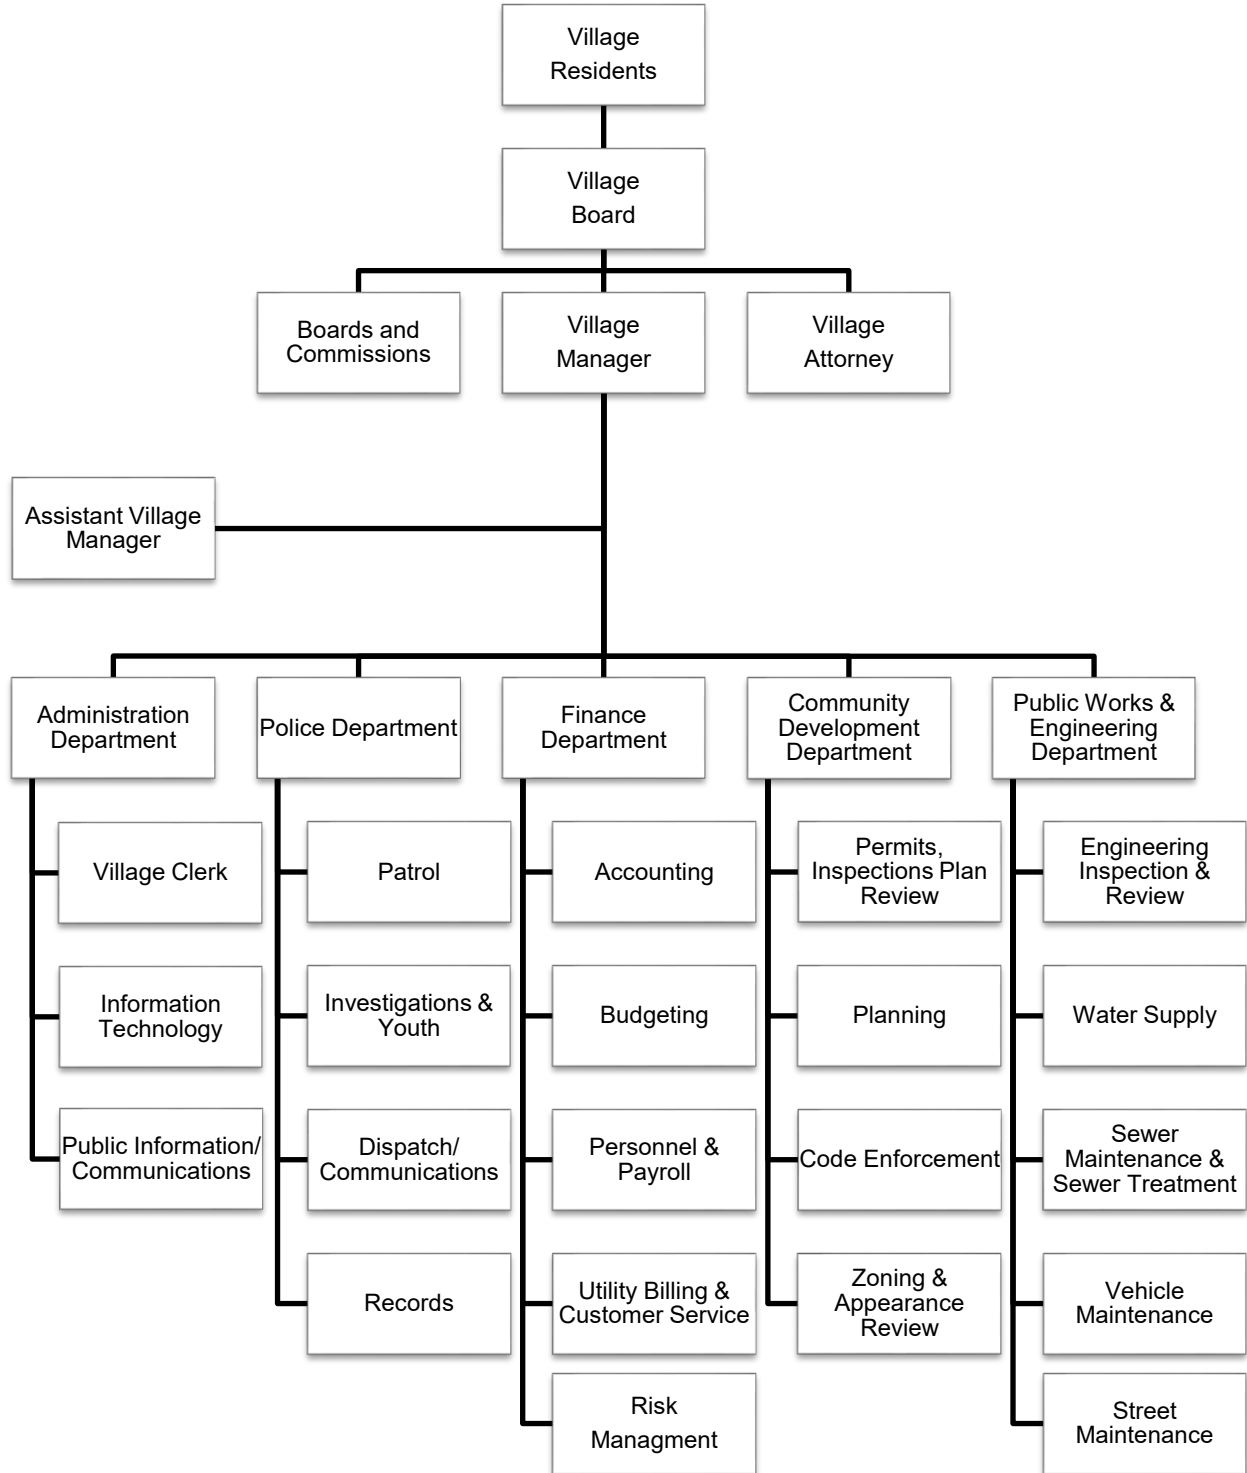 Village
Residents
Village
Board
Boards and
Commissions
Village
Manager
Village
Attorney
Assistant Village
Manager
Administration
Department
Police Department
Finance
Department
Community
Development
Department
Public Works &
Engineering
Department
Village Clerk
Information
Technology
Public Information/
Communications
Patrol
Investigations &
Youth
Dispatch/
Communications
Records
Accounting
Budgeting
Personnel &
Payroll
Utility Billing &
Customer Service
Risk
Managment
Permits,
Inspections Plan
Review
Planning
Code Enforcement
Zoning &
Appearance
Review
Engineering
Inspection &
Review
Water Supply
Sewer
Maintenance &
Sewer Treatment
Vehicle
Maintenance
Street
Maintenance